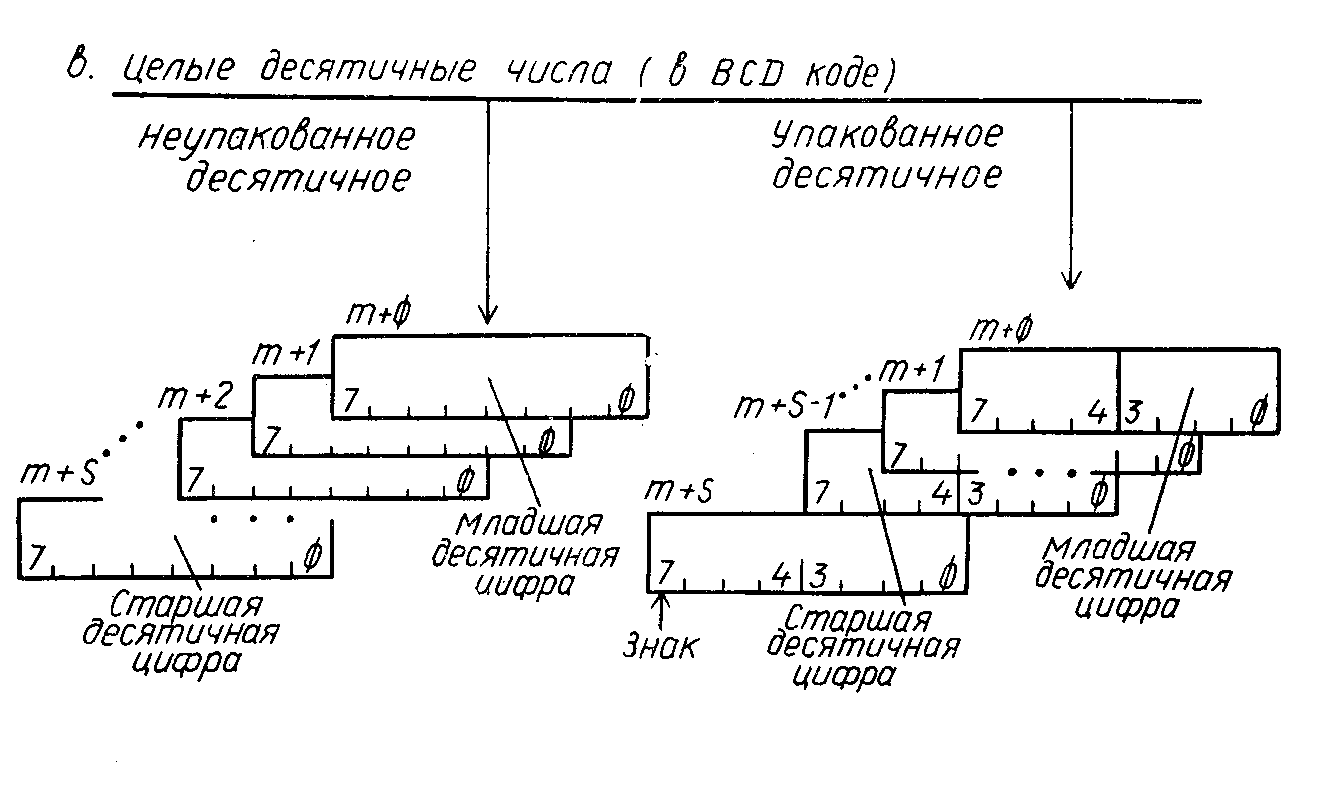 в. Целые десятичные числа (в BCD коде)
Неупакованное
десятичное
Упакованное
десятичное
m+0
m+1
m+2
m+S
7 0
7 0
7 0
7 0
Младшая
десятичная
цифра
Старшая
десятичная
цифра
m+0
m+1
m+S-1
m+S
7 4 3 0
7 0
7 4 3 0
7 4 3 0
Знак
Старшая
десятичная
цифра
Младшая
десятичная
цифра